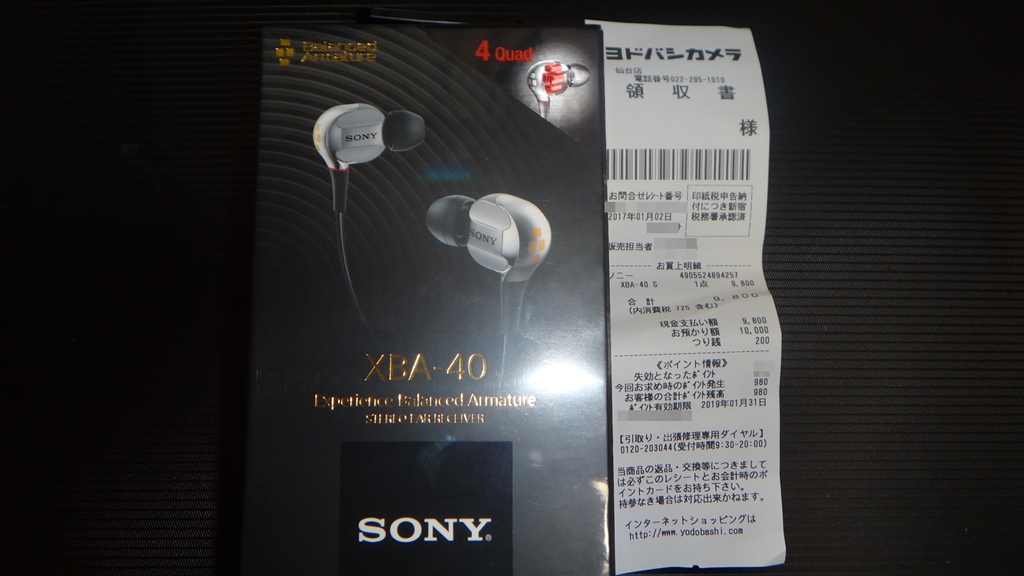 Balanced
Armature
4 Quad
SONY
SONY
XBA-40
Experience Balanced Armature
STEREO EAR RECEIVER
SONY®
ヨドバシカメラ
仙台店
電話番号022-295-1010
領収書
様
お問合せレシート番号
印紙税申告納
付につき新宿
税務署承認済
2017年01月02日
販売担当者
お買上明細
ソニー 4905524894257
XBA-40 S 1点 9,800
合計 9,800
(内消費税 725 含む)
現金支払い額 9,800
お預かり額 10,000
つり銭 200
《ポイント情報》
失効となったポイント
今回お求め時のポイント発生 980
お客様の合計ポイント残高 980
ポイント有効期限 2019年01月31日
【引取り・出張修理専用ダイヤル】
0120-203044(受付時間9:30-20:00)
当商品の返品・交換等につきまして
は必ずこのレシートとお会計時のポ
イントカードをお持ち下さい。
持参なき場合は対応出来かねます。
インターネットショッピングは
http://www.yodobashi.com